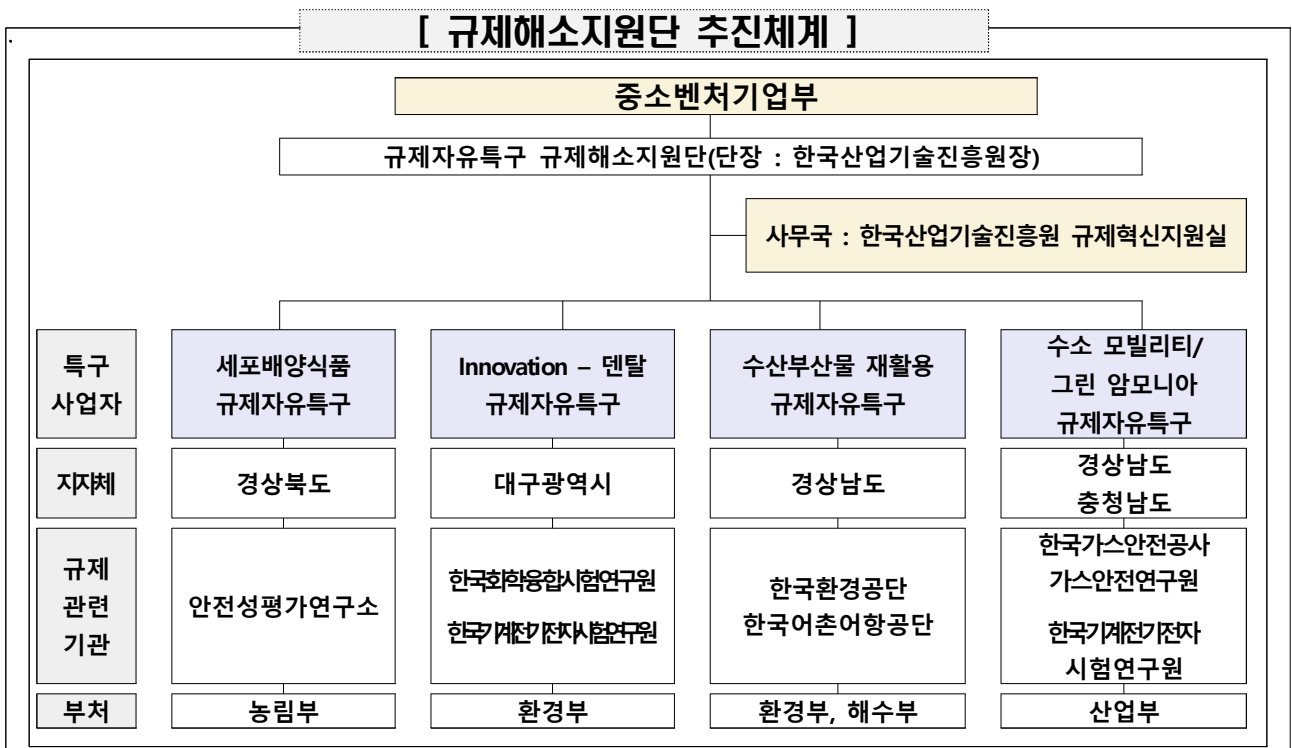 [ 규제해소지원단 추진체계 ]
중소벤처기업부
규제자유특구 규제해소지원단(단장 : 한국산업기술진흥원장)
사무국 : 한국산업기술진흥원 규제혁신지원실
특구
사업자
세포배양식품
규제자유특구
Innovation – 덴탈
규제자유특구
수산부산물 재활용
규제자유특구
수소 모빌리티/
그린 암모니아
규제자유특구
지자체
경상북도
대구광역시
경상남도
경상남도
충청남도
규제
관련
기관
안전성평가연구소
한국화학융합시험연구원
한국기계전기전자시험연구원
한국환경공단
한국어촌어항공단
한국가스안전공사
가스안전연구원
한국기계전기전자
시험연구원
부처
농림부
환경부
환경부, 해수부
산업부